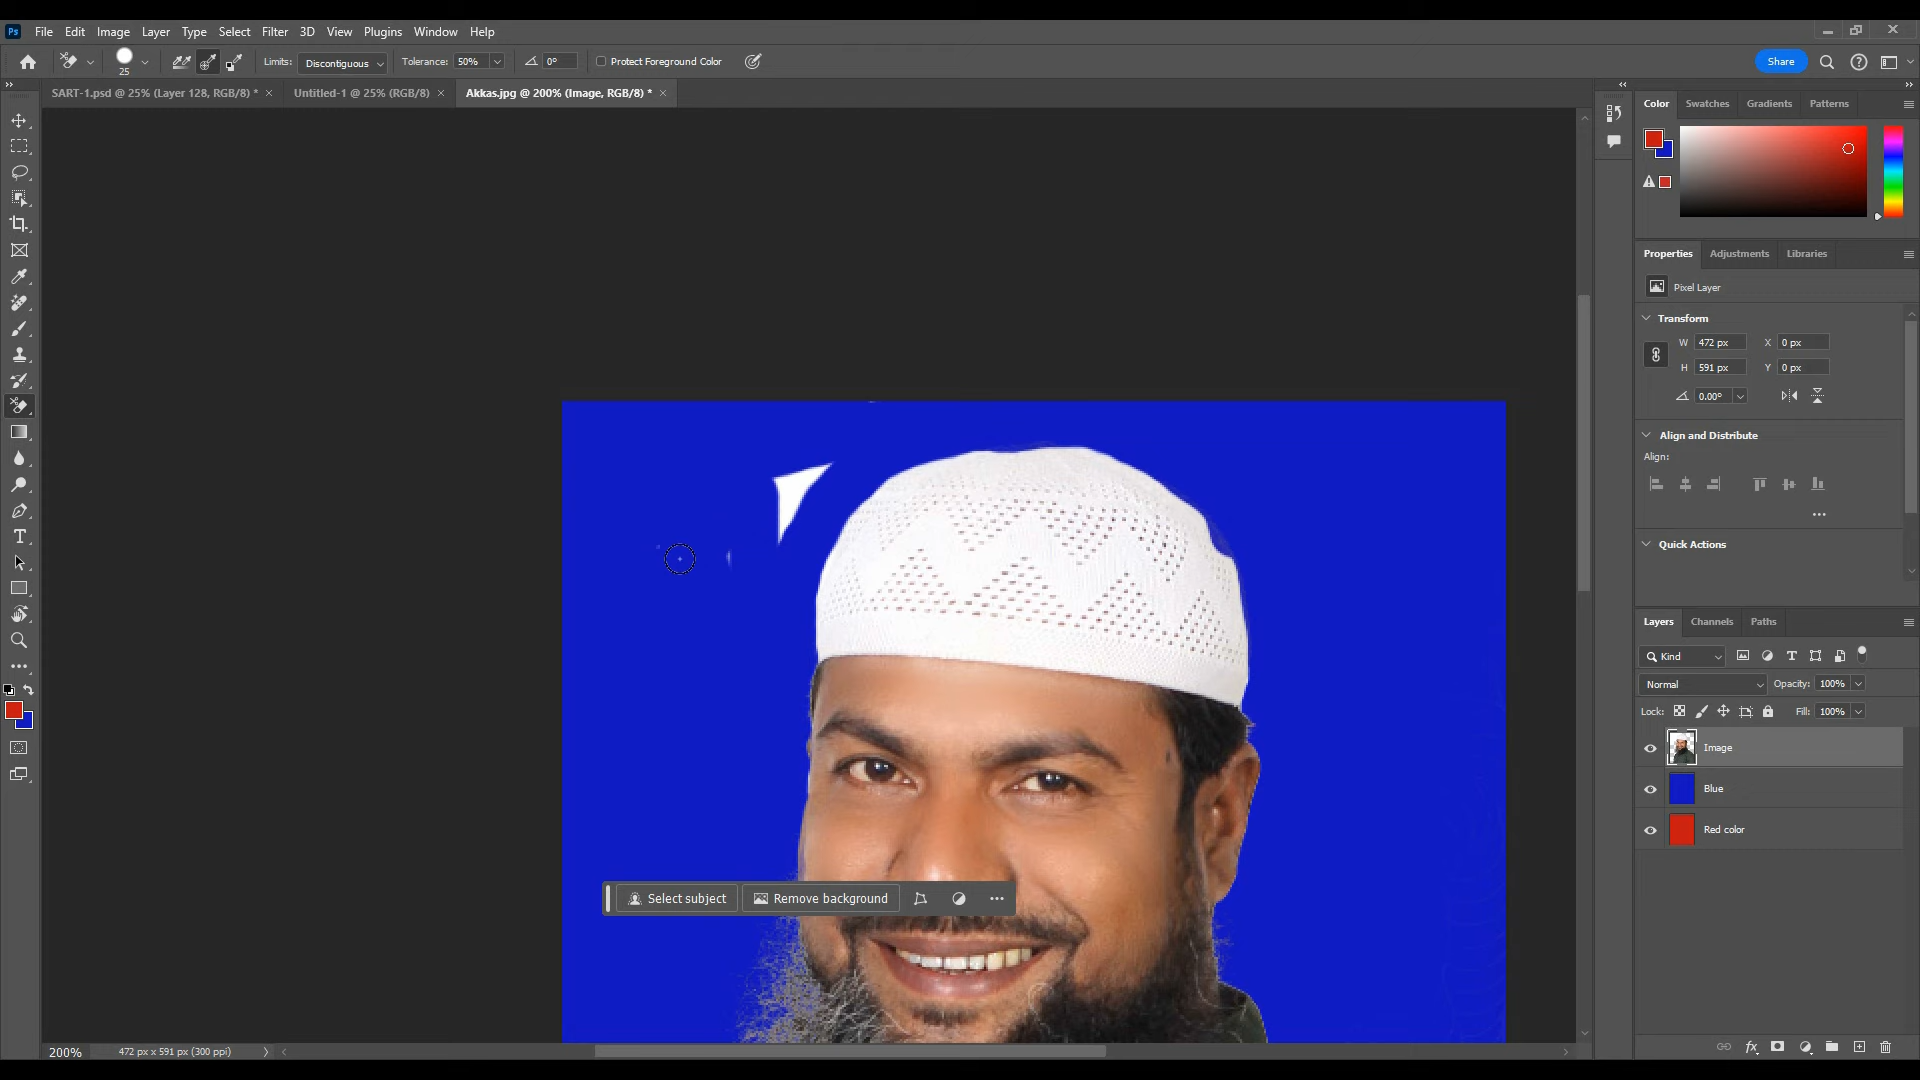 Ps File Edit Image Layer Type Select Filter 3D View Plugins Window Help
25 Limits: Discontiguous Tolerance: 50% 0° Protect Foreground Color Share
SART-1.psd @ 25% (Layer 128, RGB/8) * × Untitled-1 @ 25% (RGB/8) × Akkas.jpg @ 200% (Image, RGB/8) * ×
Color Swatches Gradients Patterns
Properties Adjustments Libraries
Pixel Layer
Transform
W 472 px X 0 px
H 591 px Y 0 px
0.00°
Align and Distribute
Align:
Quick Actions
Layers Channels Paths
Kind
Normal Opacity: 100%
Lock: Fill: 100%
Image
Blue
Red color
Select subject Remove background
200% 472 px x 591 px (300 ppi)